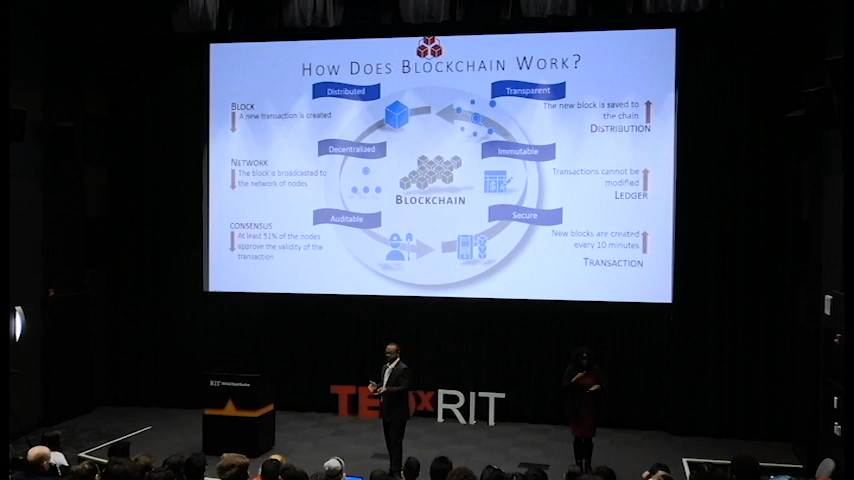 HOW DOES BLOCKCHAIN WORK?
Distributed
Transparent
BLOCK
A new transaction is created
The new block is saved to
the chain
DISTRIBUTION
Decentralized
Immutable
NETWORK
The block is broadcasted to
the network of nodes
Transactions cannot be
modified
LEDGER
BLOCKCHAIN
Auditable
Secure
CONSENSUS
At least 51% of the nodes
approve the validity of the
transaction
New blocks are created
every 10 minutes
TRANSACTION
TEDxRIT
RIT